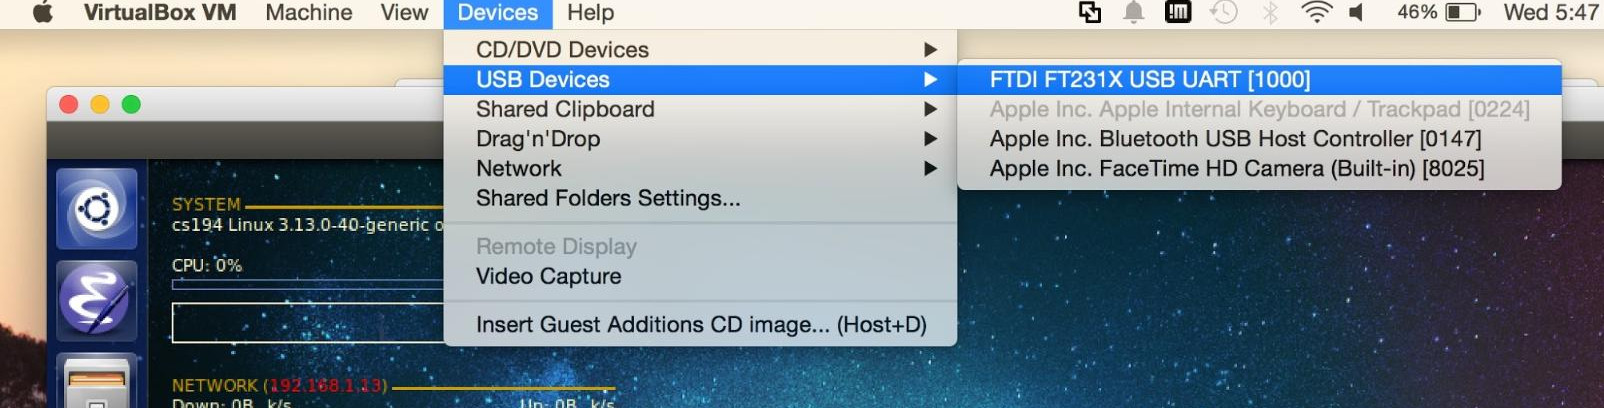 VirtualBox VM Machine View Devices Help 46% Wed 5:47
CD/DVD Devices
USB Devices
Shared Clipboard
Drag'n'Drop
Network
Shared Folders Settings...
Remote Display
Video Capture
Insert Guest Additions CD image... (Host+D)
FTDI FT231X USB UART [1000]
Apple Inc. Apple Internal Keyboard / Trackpad [0224]
Apple Inc. Bluetooth USB Host Controller [0147]
Apple Inc. FaceTime HD Camera (Built-in) [8025]
SYSTEM
cs194 Linux 3.13.0-40-generic o
CPU: 0%
NETWORK (192.168.1.13)
Down: 0B k/s Up: 0B k/s